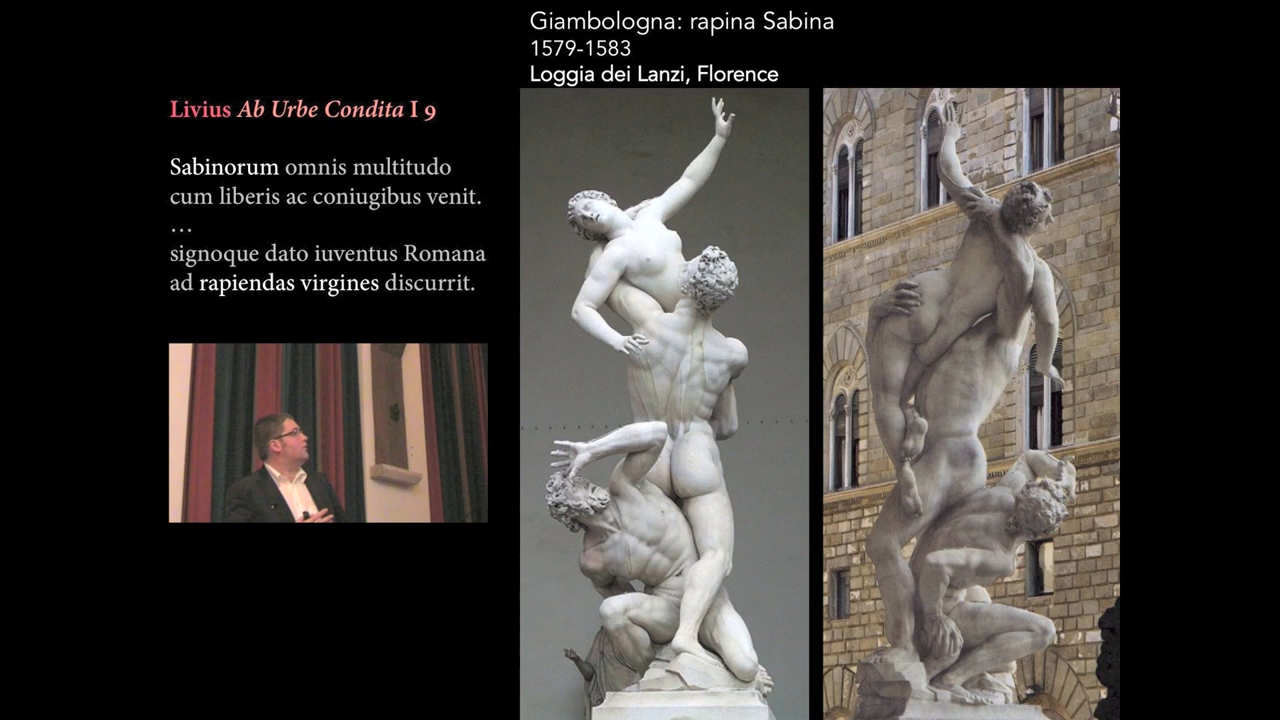 Giambologna: rapina Sabina
1579-1583
Loggia dei Lanzi, Florence
Livius Ab Urbe Condita I 9
Sabinorum omnis multitudo
cum liberis ac coniugibus venit.
…
signoque dato iuventus Romana
ad rapiendas virgines discurrit.